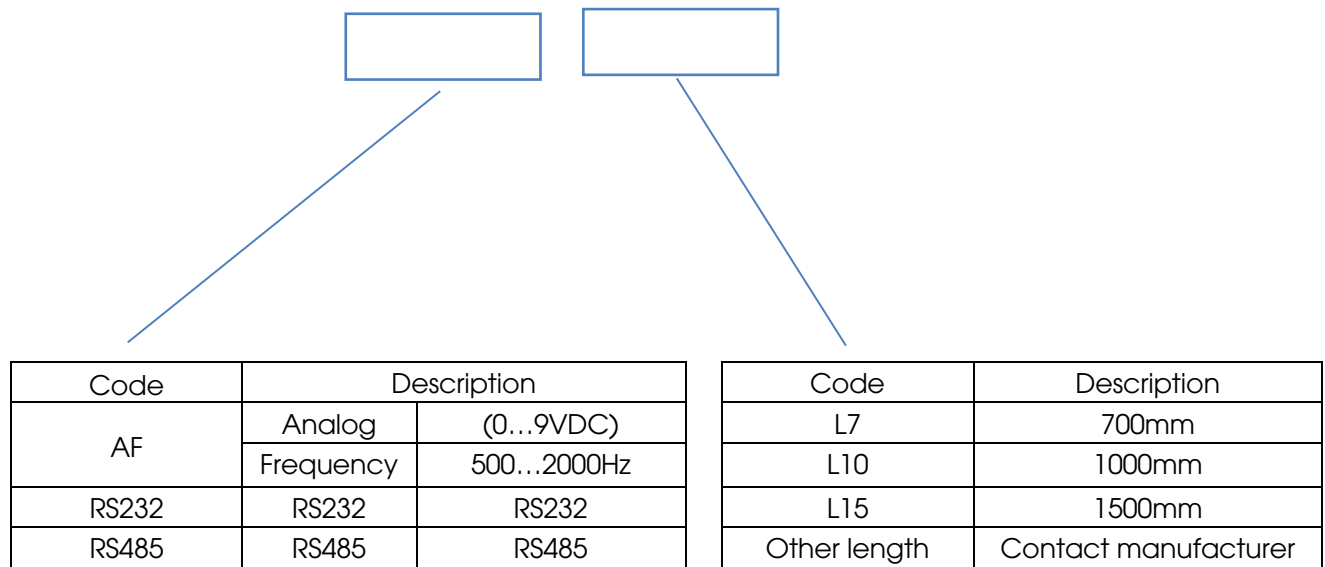 Code Description
AF Analog (0…9VDC)
Frequency 500…2000Hz
RS232 RS232 RS232
RS485 RS485 RS485
Code Description
L7 700mm
L10 1000mm
L15 1500mm
Other length Contact manufacturer